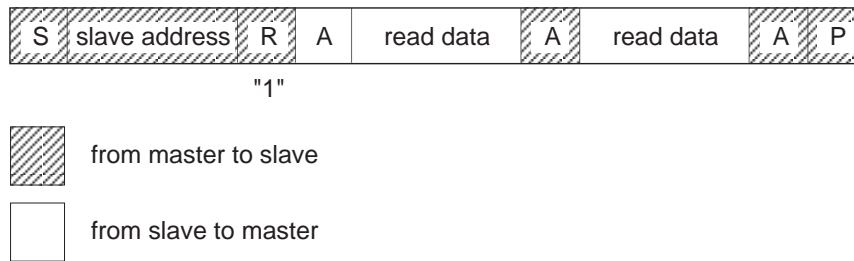 S slave address R A read data A read data A P
"1"
from master to slave
from slave to master